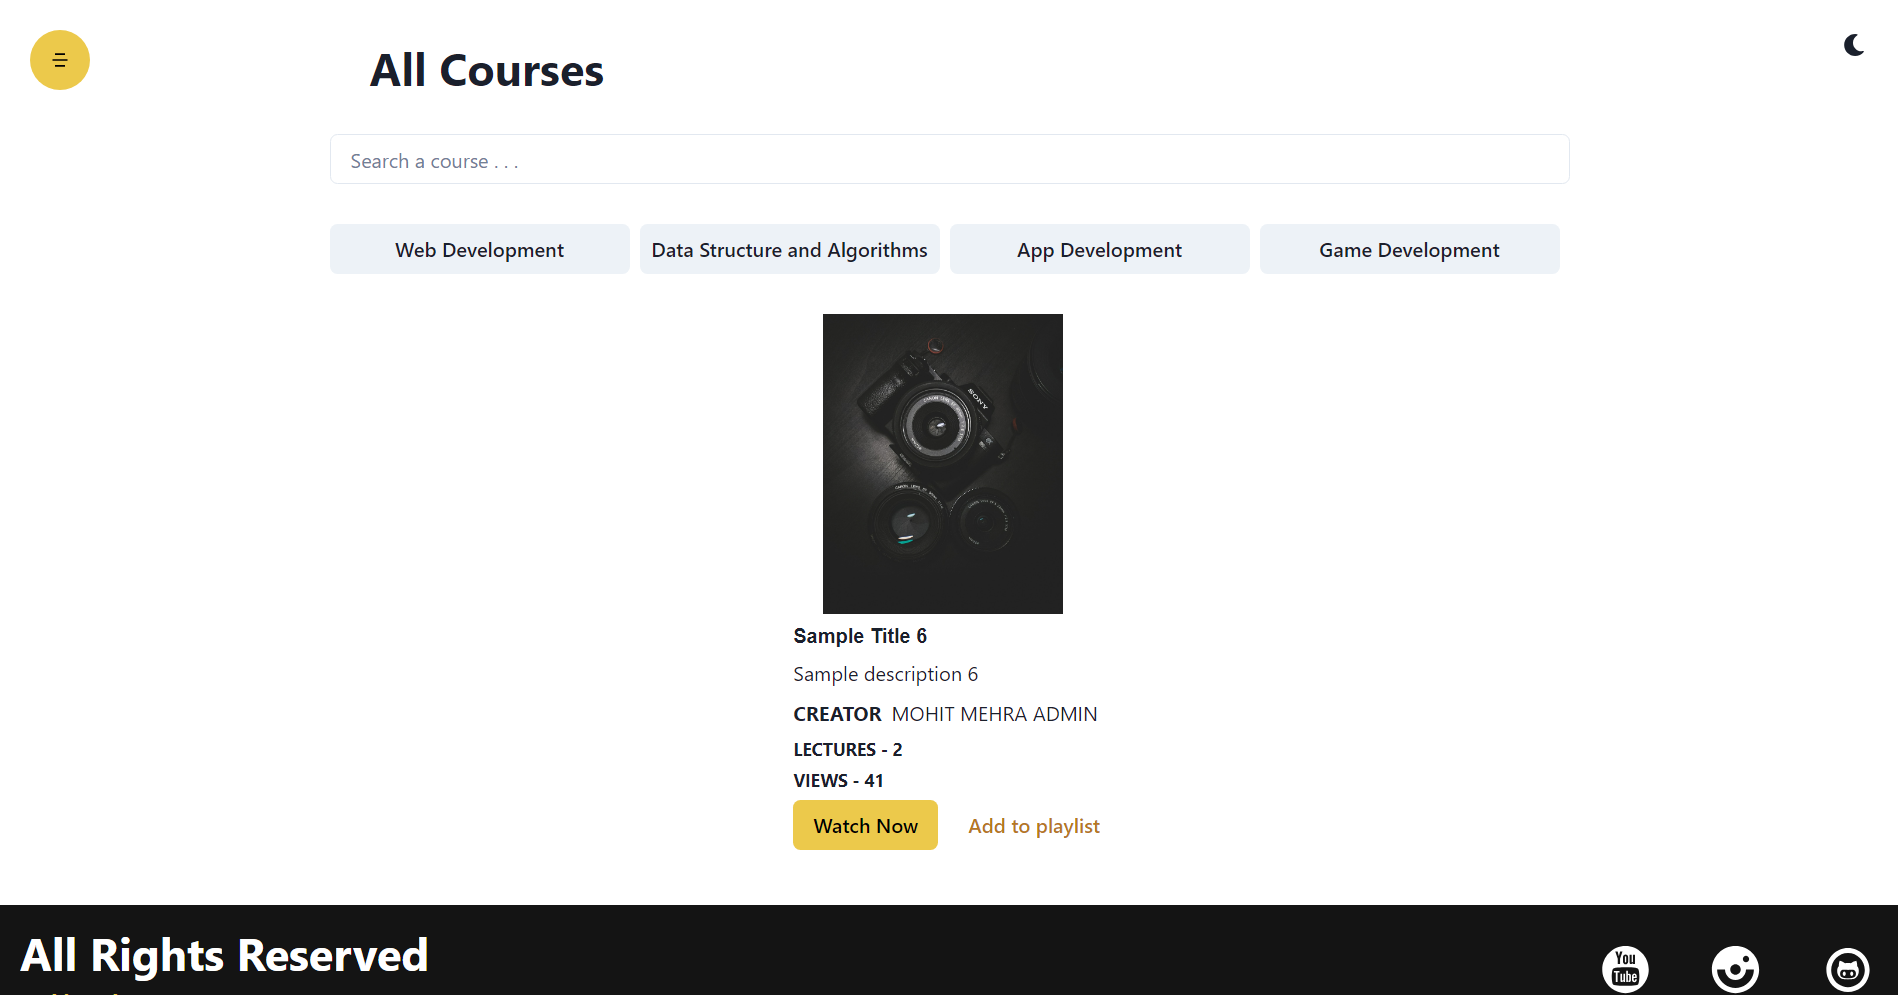 All Courses
Search a course . . .
Web Development
Data Structure and Algorithms
App Development
Game Development
SONY
Sample Title 6
Sample description 6
CREATOR MOHIT MEHRA ADMIN
LECTURES - 2
VIEWS - 41
Watch Now
Add to playlist
All Rights Reserved
You
Tube